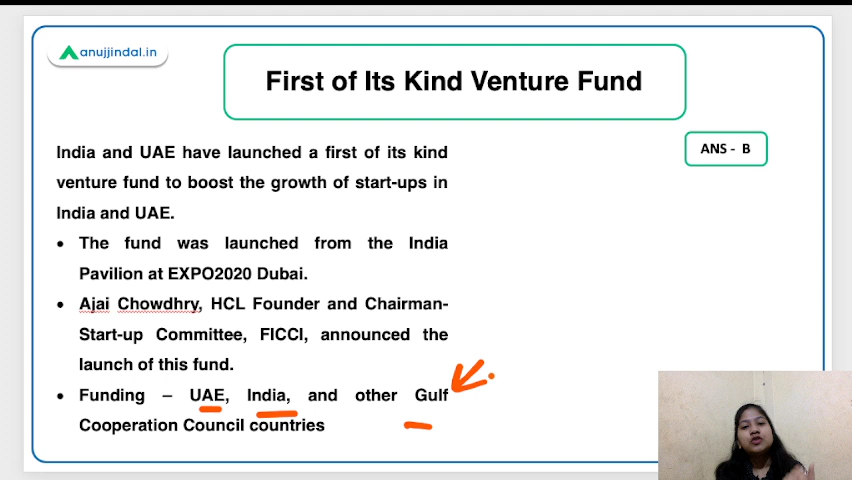 anujjindal.in
First of Its Kind Venture Fund
ANS - B
India and UAE have launched a first of its kind
venture fund to boost the growth of start-ups in
India and UAE.
• The fund was launched from the India
Pavilion at EXPO2020 Dubai.
• Ajai Chowdhry, HCL Founder and Chairman-
Start-up Committee, FICCI, announced the
launch of this fund.
• Funding – UAE, India, and other Gulf
Cooperation Council countries